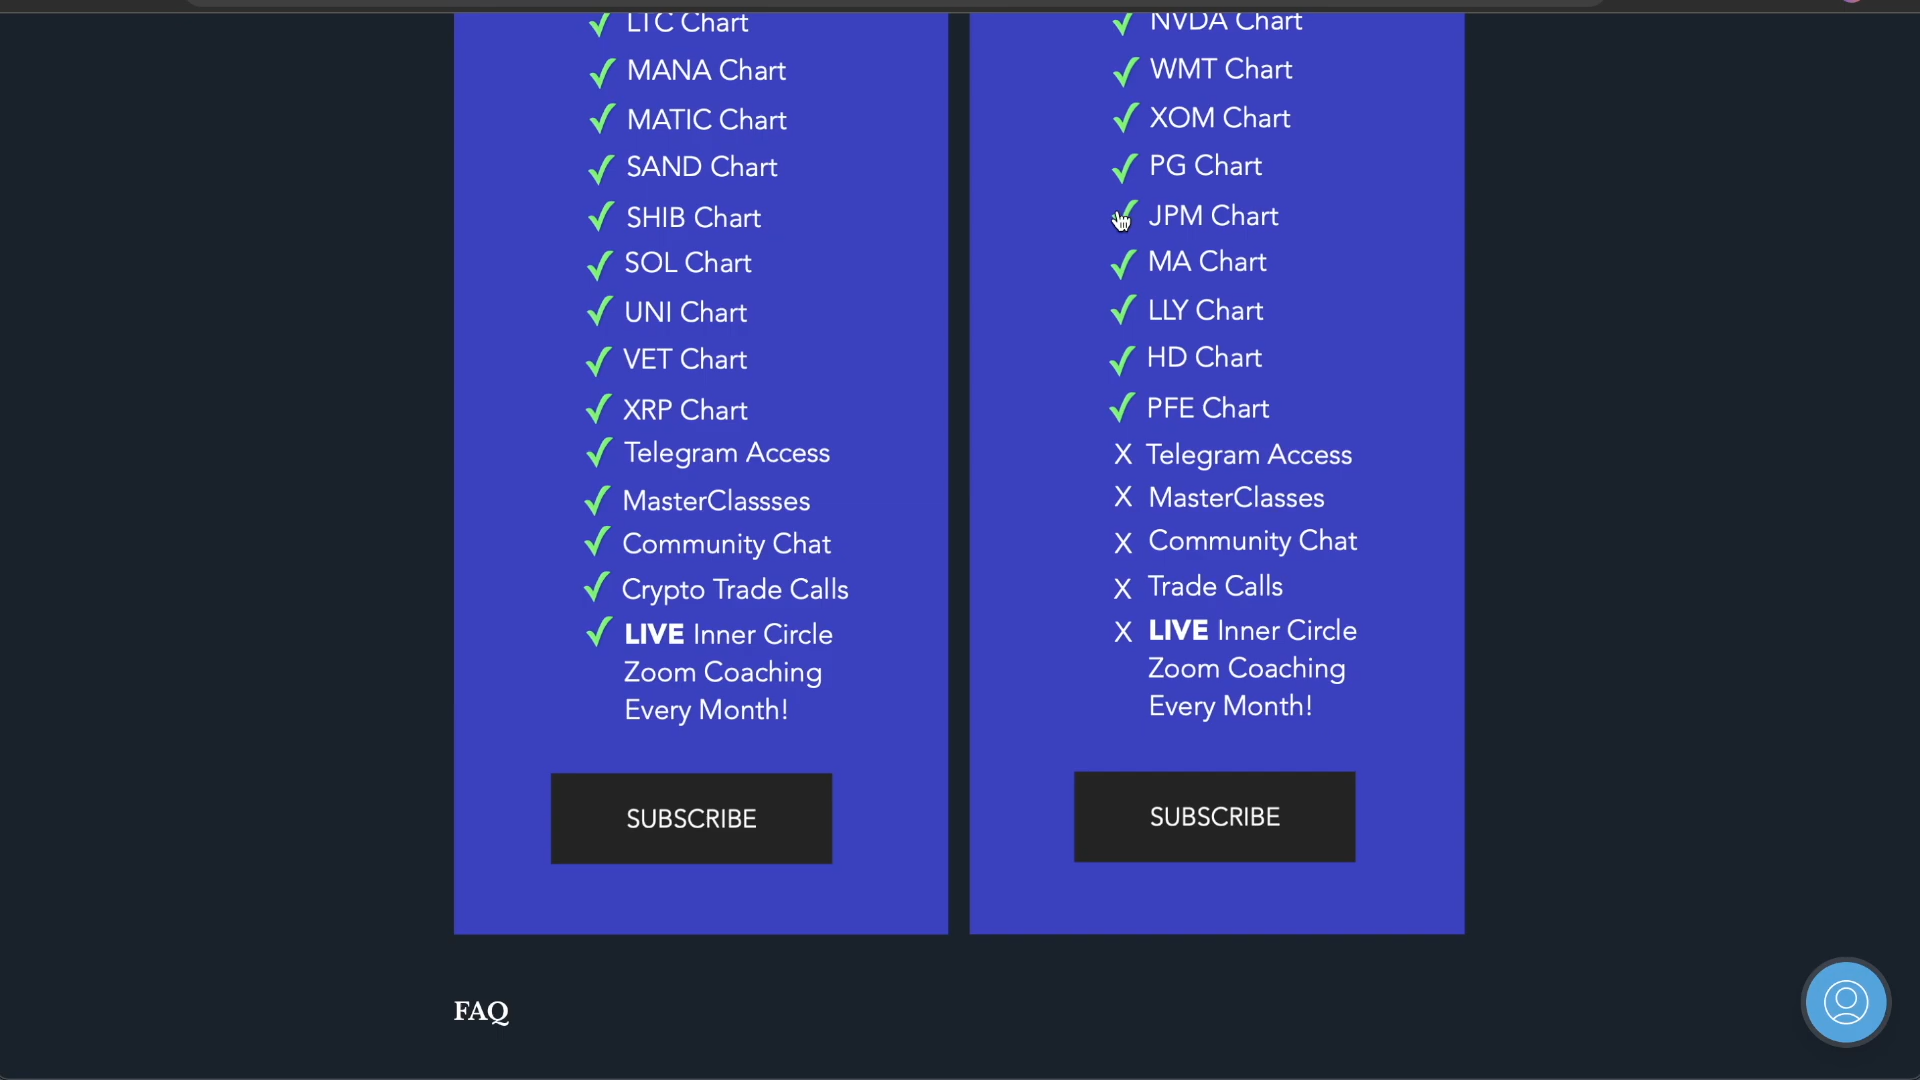 LTC Chart
MANA Chart
MATIC Chart
SAND Chart
SHIB Chart
SOL Chart
UNI Chart
VET Chart
XRP Chart
Telegram Access
MasterClassses
Community Chat
Crypto Trade Calls
LIVE Inner Circle
Zoom Coaching
Every Month!
SUBSCRIBE
NVDA Chart
WMT Chart
XOM Chart
PG Chart
JPM Chart
MA Chart
LLY Chart
HD Chart
PFE Chart
X Telegram Access
X MasterClasses
X Community Chat
X Trade Calls
X LIVE Inner Circle
Zoom Coaching
Every Month!
SUBSCRIBE
FAQ